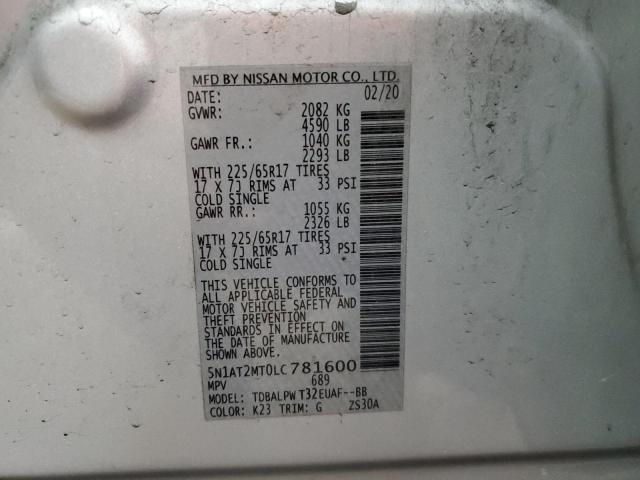 MFD BY NISSAN MOTOR CO., LTD.
DATE: 02/20
GVWR: 2082 KG
4590 LB
GAWR FR.: 1040 KG
2293 LB
WITH 225/65R17 TIRES
17 X 7J RIMS AT 33 PSI
COLD SINGLE
GAWR RR.: 1055 KG
2326 LB
WITH 225/65R17 TIRES
17 X 7J RIMS AT 33 PSI
COLD SINGLE
THIS VEHICLE CONFORMS TO
ALL APPLICABLE FEDERAL
MOTOR VEHICLE SAFETY AND
THEFT PREVENTION
STANDARDS IN EFFECT ON
THE DATE OF MANUFACTURE
SHOWN ABOVE.
5N1AT2MT0LC781600
MPV 689
MODEL: TDBALPW T32EUAF--BB
COLOR: K23 TRIM: G ZS30A